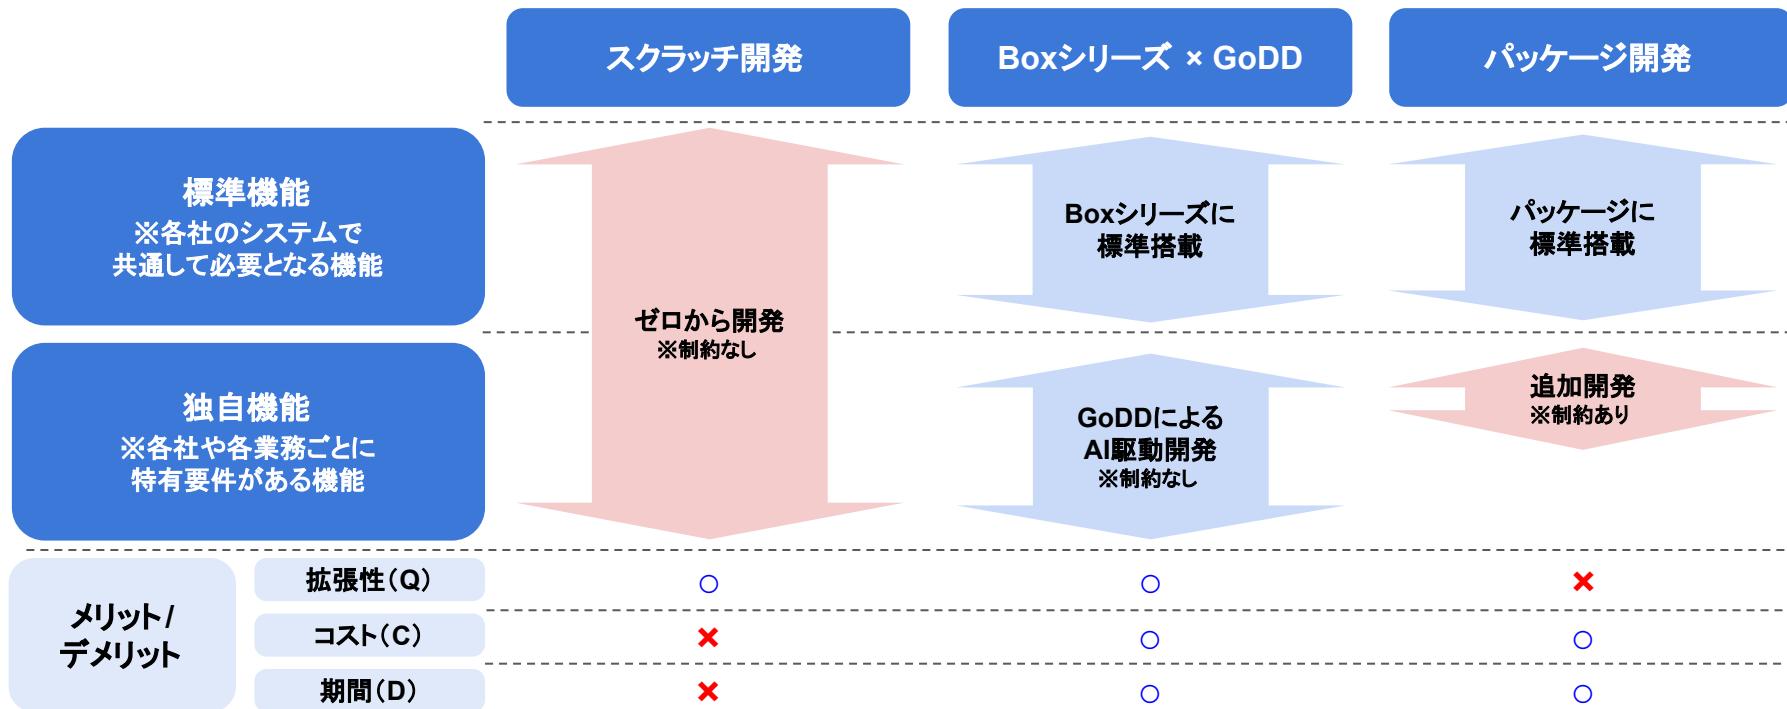 スクラッチ開発
Boxシリーズ × GoDD
パッケージ開発
標準機能
※各社のシステムで
共通して必要となる機能
Boxシリーズに
標準搭載
パッケージに
標準搭載
ゼロから開発
※制約なし
独自機能
※各社や各業務ごとに
特有要件がある機能
GoDDによる
AI駆動開発
※制約なし
追加開発
※制約あり
メリット/
デメリット
拡張性(Q)
○
○
×
コスト(C)
×
○
○
期間(D)
×
○
○